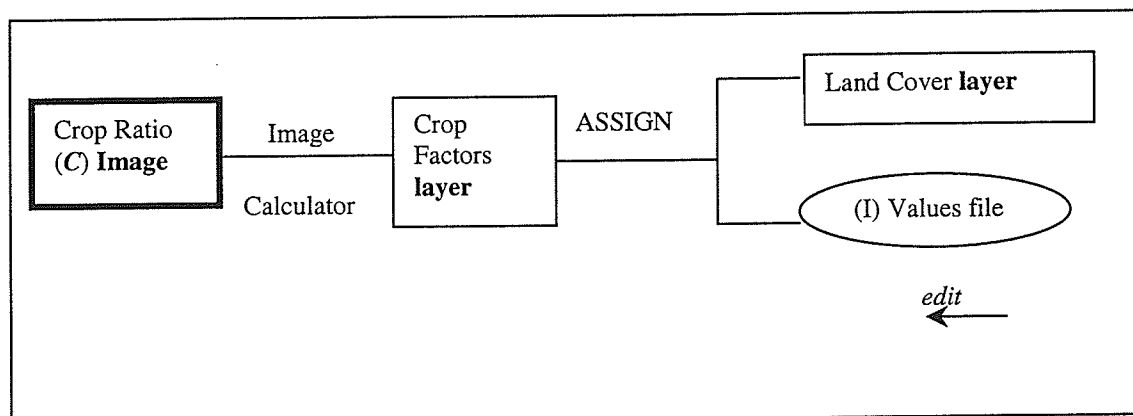 Crop Ratio
(C) Image
Image
Calculator
Crop
Factors
layer
ASSIGN
Land Cover layer
(I) Values file
edit